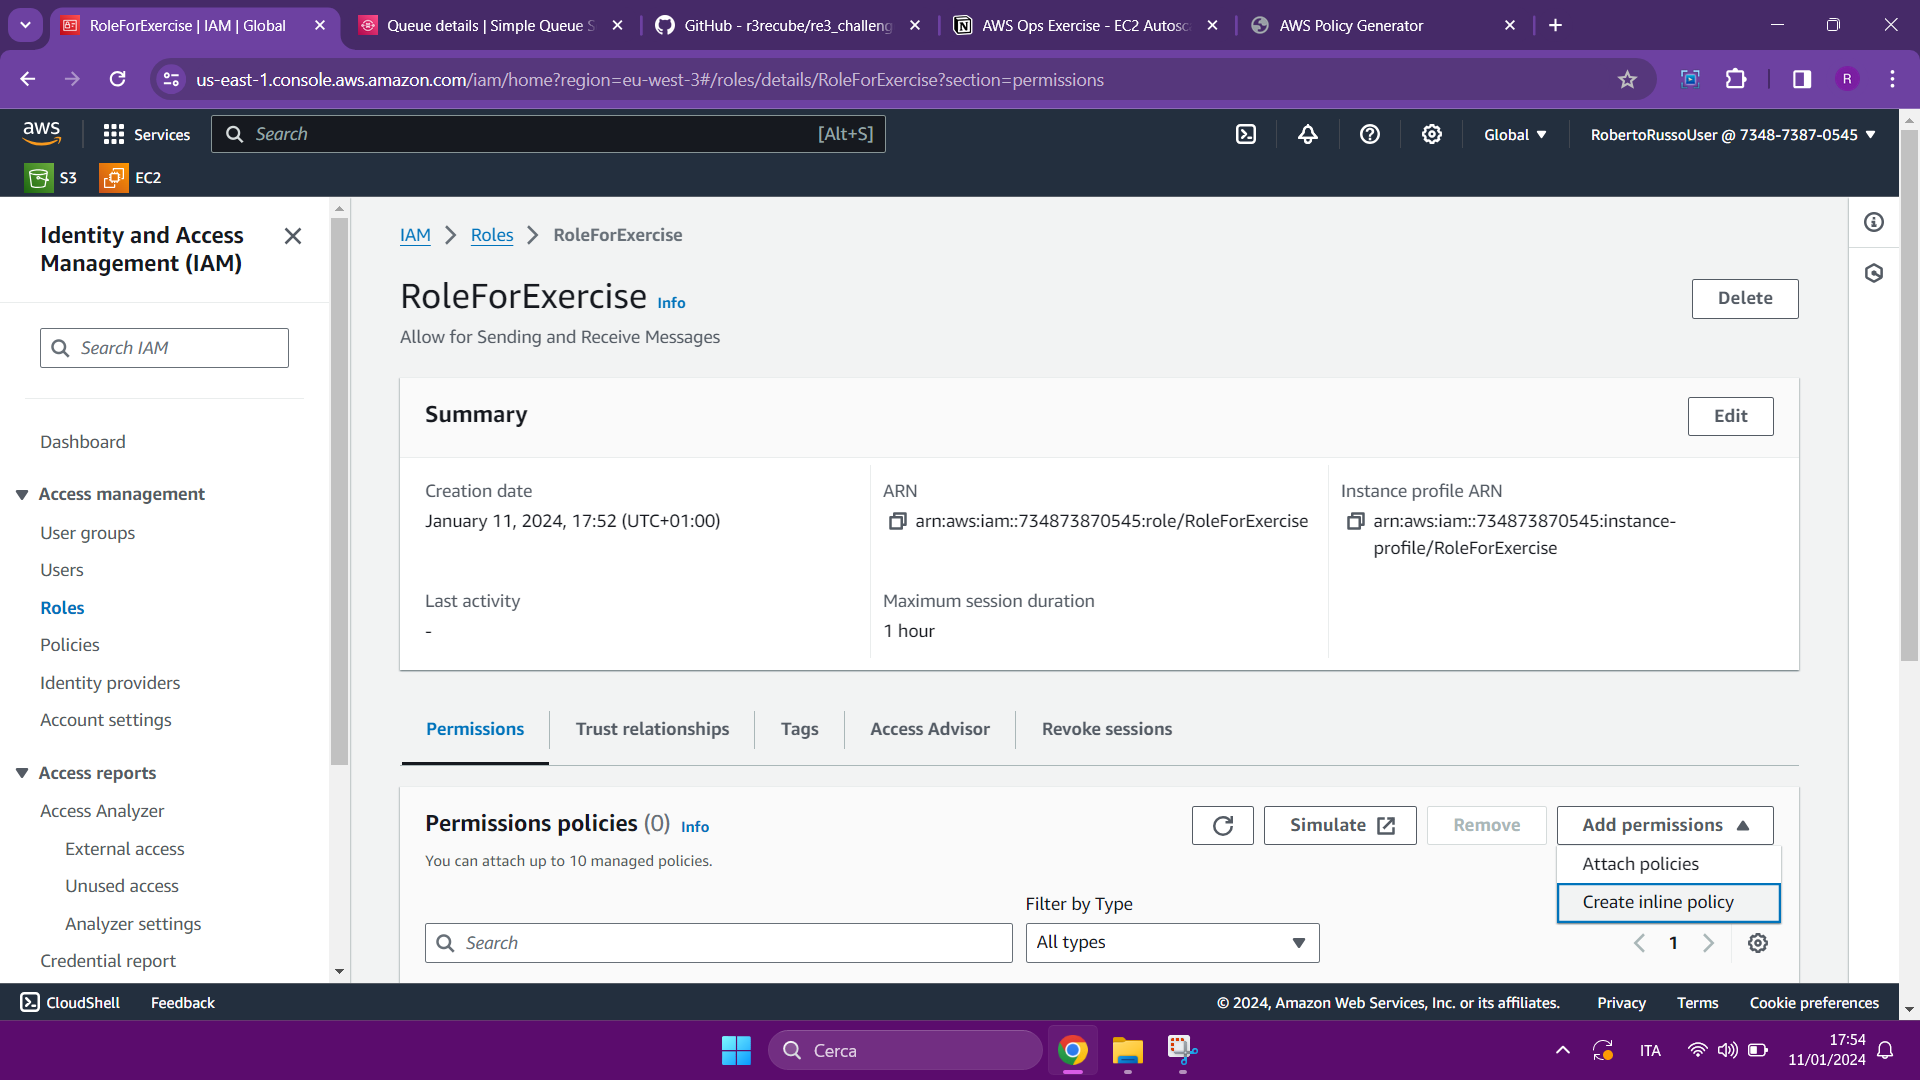 RoleForExercise | IAM | Global
Queue details | Simple Queue S
GitHub - r3recube/re3_challeng
AWS Ops Exercise - EC2 Autosca
AWS Policy Generator
us-east-1.console.aws.amazon.com/iam/home?region=eu-west-3#/roles/details/RoleForExercise?section=permissions
R
aws
Services
Search
[Alt+S]
Global
RobertoRussoUser @ 7348-7387-0545
S3
EC2
Identity and Access
Management (IAM)
Search IAM
Dashboard
Access management
User groups
Users
Roles
Policies
Identity providers
Account settings
Access reports
Access Analyzer
External access
Unused access
Analyzer settings
Credential report
IAM
Roles
RoleForExercise
RoleForExercise Info
Delete
Allow for Sending and Receive Messages
Summary
Edit
Creation date
January 11, 2024, 17:52 (UTC+01:00)
ARN
arn:aws:iam::734873870545:role/RoleForExercise
Instance profile ARN
arn:aws:iam::734873870545:instance-
profile/RoleForExercise
Last activity
-
Maximum session duration
1 hour
Permissions
Trust relationships
Tags
Access Advisor
Revoke sessions
Permissions policies (0) Info
You can attach up to 10 managed policies.
Simulate
Remove
Add permissions
Attach policies
Create inline policy
Filter by Type
Search
All types
1
CloudShell
Feedback
© 2024, Amazon Web Services, Inc. or its affiliates.
Privacy
Terms
Cookie preferences
Cerca
ITA
17:54
11/01/2024